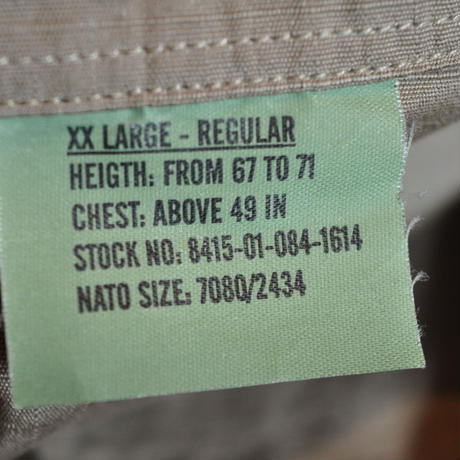 XX LARGE - REGULAR
HEIGTH: FROM 67 TO 71
CHEST: ABOVE 49 IN
STOCK NO: 8415-01-084-1614
NATO SIZE: 7080/2434